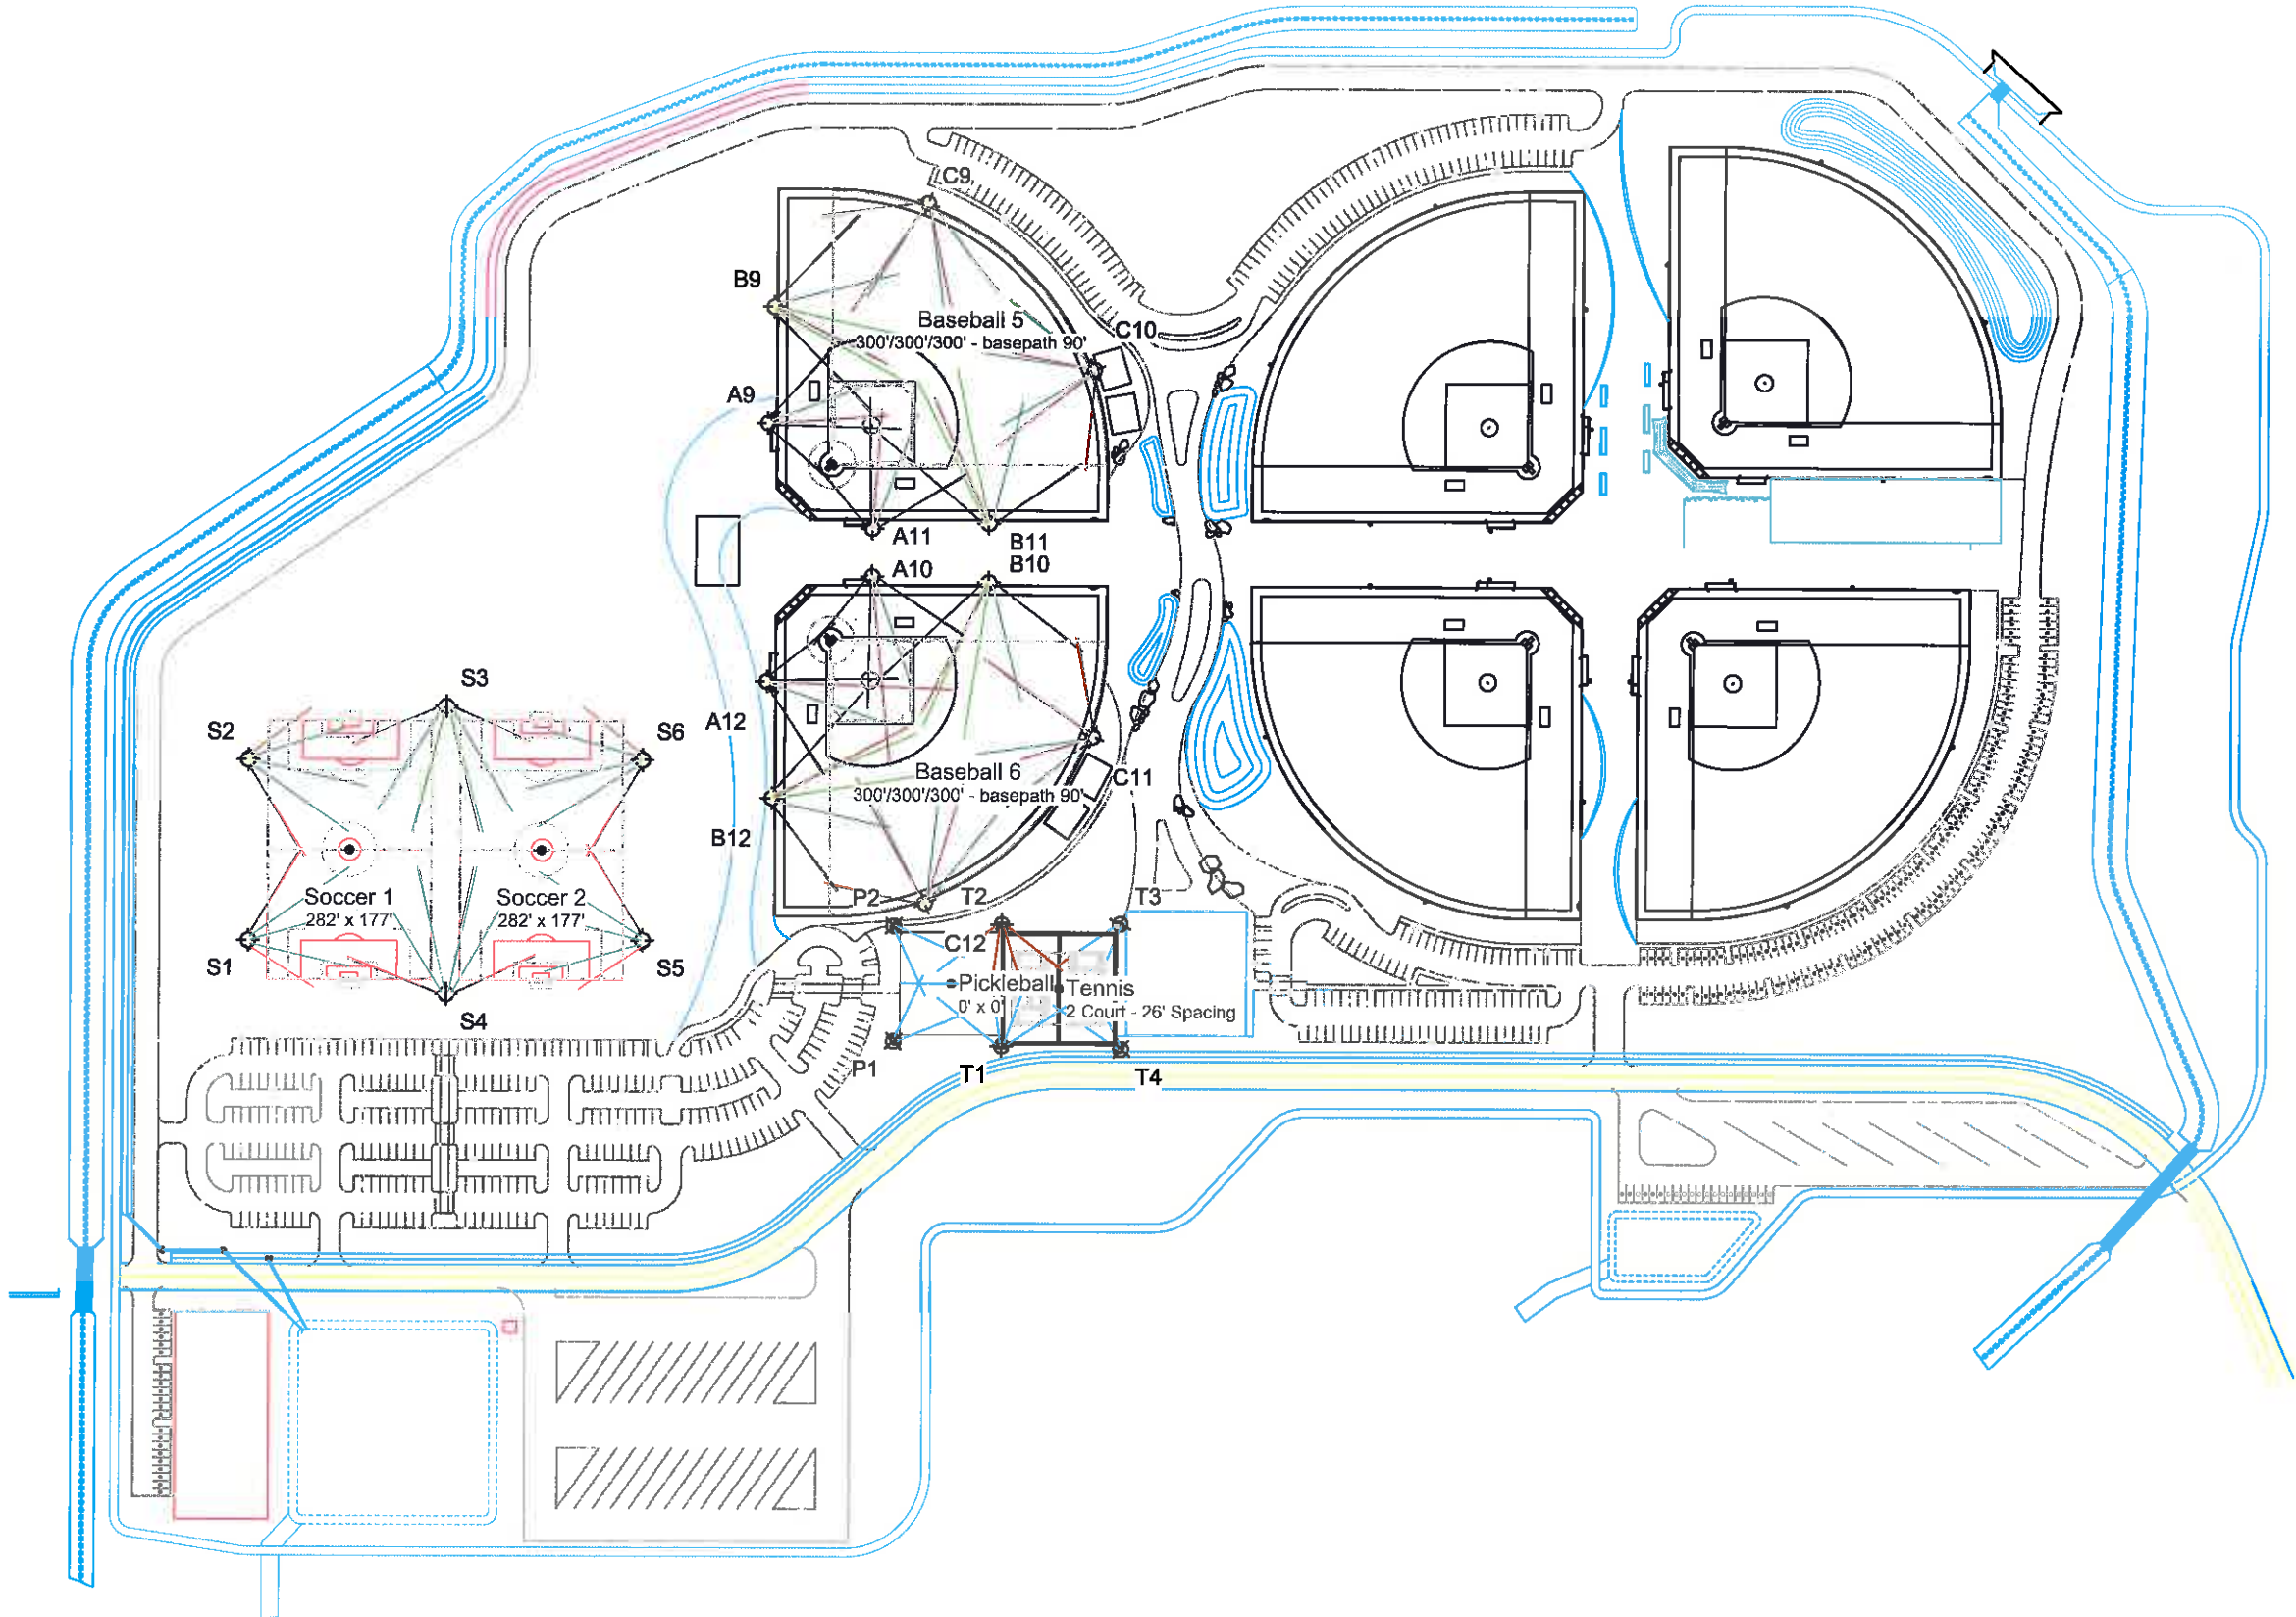 C9
B9
Baseball 5
300'/300'/300' - basepath 90'
C10
A9
A11
B11
A10
B10
S3
S2
S6
A12
Baseball 6
300'/300'/300' - basepath 90'
C11
B12
Soccer 1
282' x 177'
Soccer 2
282' x 177'
P2
T2
T3
C12
S1
S5
Pickleball
0' x 0'
Tennis
2 Court - 26' Spacing
S4
P1
T1
T4